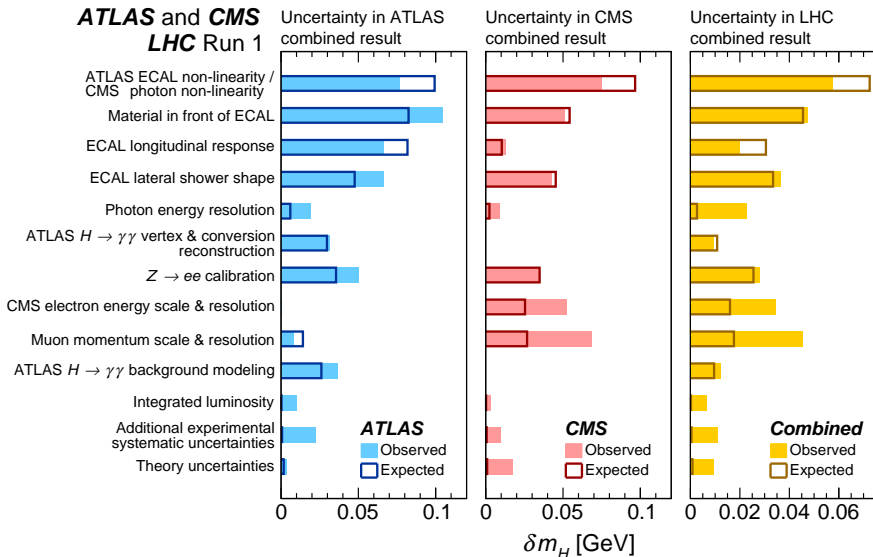 ATLAS and CMS
LHC Run 1
Uncertainty in ATLAS
combined result
Uncertainty in CMS
combined result
Uncertainty in LHC
combined result
ATLAS ECAL non-linearity /
CMS photon non-linearity
Material in front of ECAL
ECAL longitudinal response
ECAL lateral shower shape
Photon energy resolution
ATLAS H → γγ vertex & conversion
reconstruction
Z → ee calibration
CMS electron energy scale & resolution
Muon momentum scale & resolution
ATLAS H → γγ background modeling
Integrated luminosity
Additional experimental
systematic uncertainties
Theory uncertainties
ATLAS
Observed
Expected
CMS
Observed
Expected
Combined
Observed
Expected
0 0.05 0.1
0 0.05 0.1
0 0.02 0.04 0.06
δm_H [GeV]